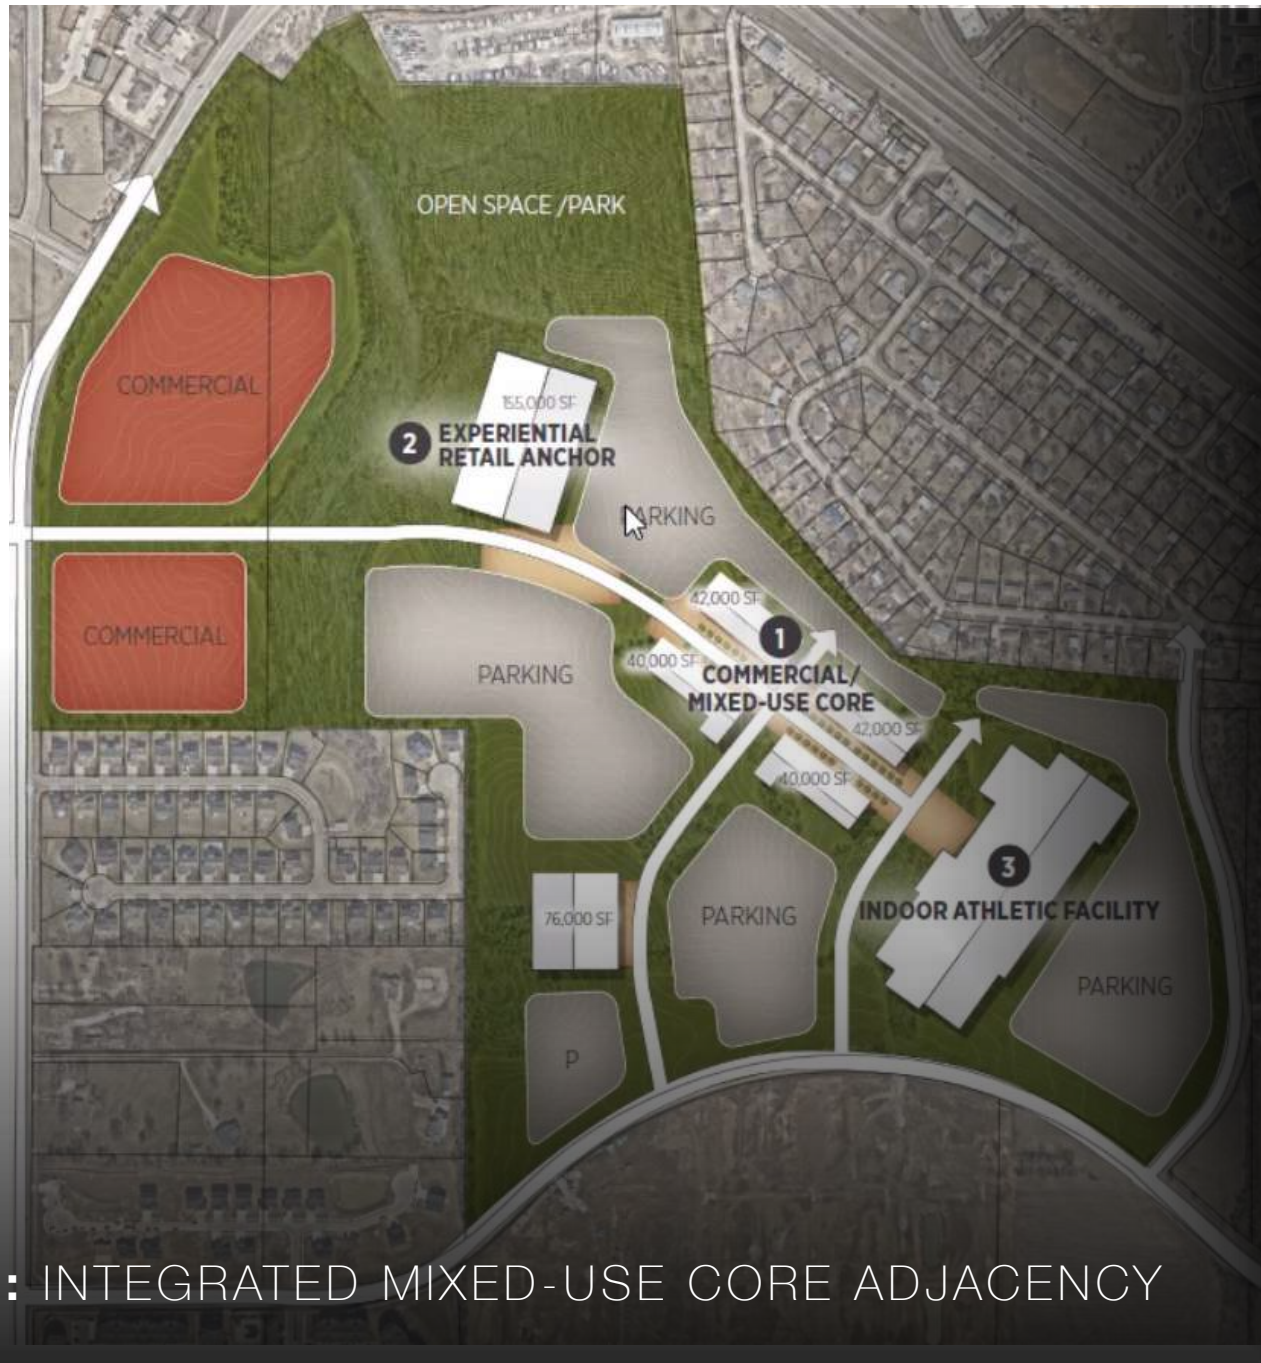 OPEN SPACE /PARK
COMMERCIAL
155,000 SF
2 EXPERIENTIAL
RETAIL ANCHOR
PARKING
42,000 SF
1
COMMERCIAL/
MIXED-USE CORE
40,000 SF
COMMERCIAL
PARKING
42,000 SF
40,000 SF
3
INDOOR ATHLETIC FACILITY
76,000 SF
PARKING
PARKING
P
: INTEGRATED MIXED-USE CORE ADJACENCY